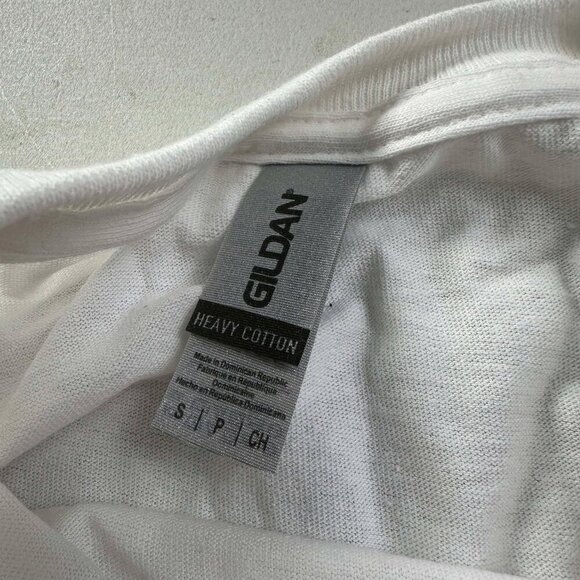 GILDAN®
HEAVY COTTON
Made in Dominican Republic
Fabriqué en République
Dominicaine
Hecho en República Dominicana
S | P | CH